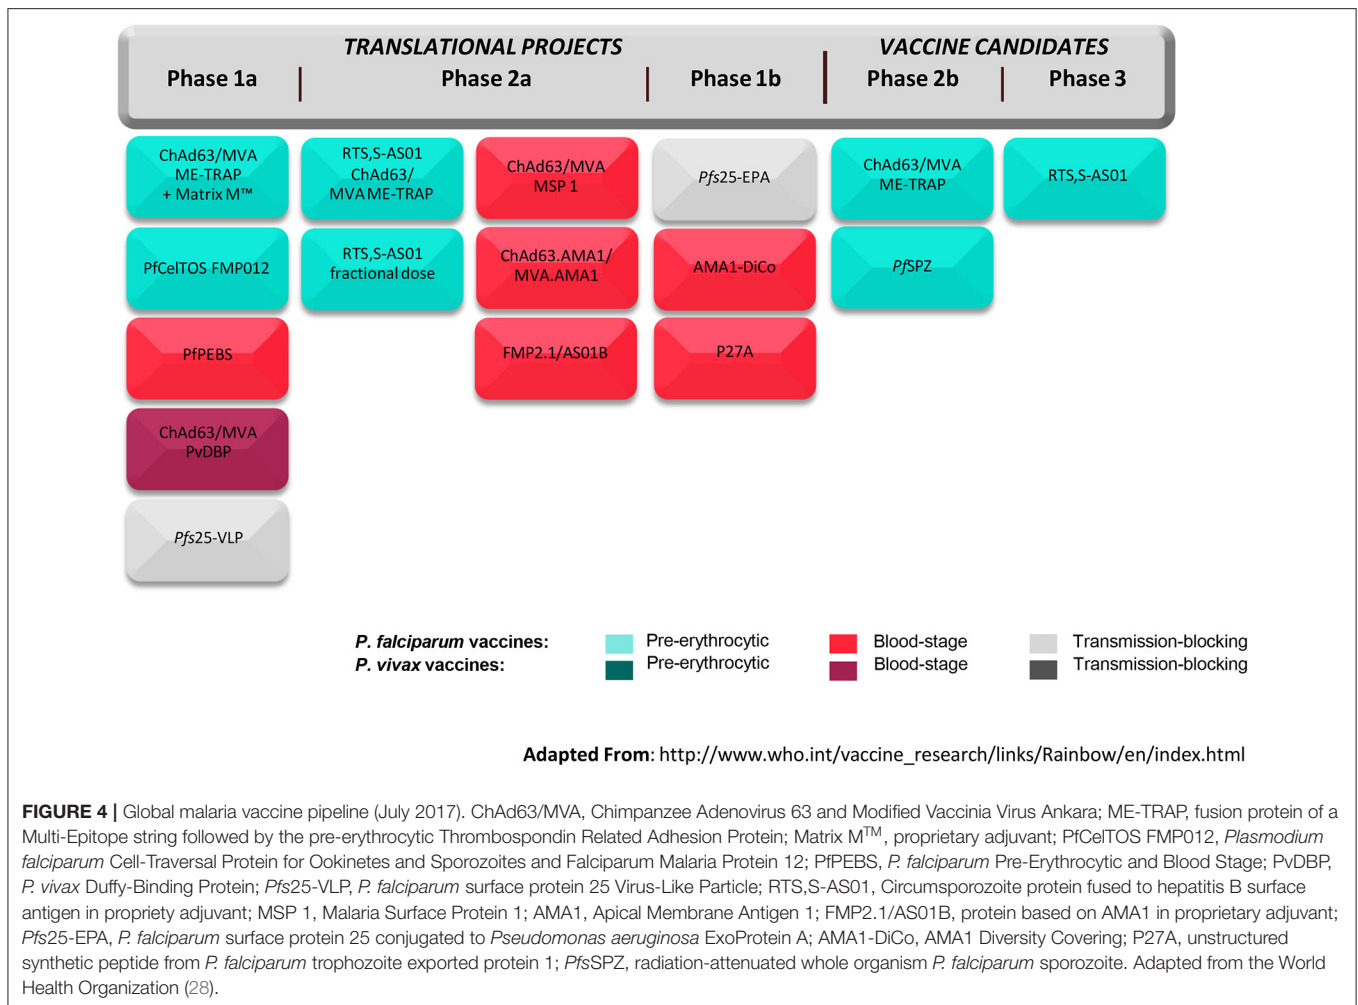 TRANSLATIONAL PROJECTS
VACCINE CANDIDATES
Phase 1a
Phase 2a
Phase 1b
Phase 2b
Phase 3
ChAd63/MVA
ME-TRAP
+ Matrix M™
PfCelTOS FMP012
PfPEBS
ChAd63/MVA
PvDBP
Pfs25-VLP
RTS,S-AS01
ChAd63/
MVA ME-TRAP
RTS,S-AS01
fractional dose
ChAd63/MVA
MSP 1
ChAd63.AMA1/
MVA.AMA1
FMP2.1/AS01B
Pfs25-EPA
AMA1-DiCo
P27A
ChAd63/MVA
ME-TRAP
PfSPZ
RTS,S-AS01
P. falciparum vaccines: Pre-erythrocytic Blood-stage Transmission-blocking
P. vivax vaccines: Pre-erythrocytic Blood-stage Transmission-blocking
Adapted From: http://www.who.int/vaccine_research/links/Rainbow/en/index.html
FIGURE 4 | Global malaria vaccine pipeline (July 2017). ChAd63/MVA, Chimpanzee Adenovirus 63 and Modified Vaccinia Virus Ankara; ME-TRAP, fusion protein of a
Multi-Epitope string followed by the pre-erythrocytic Thrombospondin Related Adhesion Protein; Matrix M™, proprietary adjuvant; PfCelTOS FMP012, Plasmodium
falciparum Cell-Traversal Protein for Ookinetes and Sporozoites and Falciparum Malaria Protein 12; PfPEBS, P. falciparum Pre-Erythrocytic and Blood Stage; PvDBP,
P. vivax Duffy-Binding Protein; Pfs25-VLP, P. falciparum surface protein 25 Virus-Like Particle; RTS,S-AS01, Circumsporozoite protein fused to hepatitis B surface
antigen in propriety adjuvant; MSP 1, Malaria Surface Protein 1; AMA1, Apical Membrane Antigen 1; FMP2.1/AS01B, protein based on AMA1 in proprietary adjuvant;
Pfs25-EPA, P. falciparum surface protein 25 conjugated to Pseudomonas aeruginosa ExoProtein A; AMA1-DiCo, AMA1 Diversity Covering; P27A, unstructured
synthetic peptide from P. falciparum trophozoite exported protein 1; PfsSPZ, radiation-attenuated whole organism P. falciparum sporozoite. Adapted from the World
Health Organization (28).